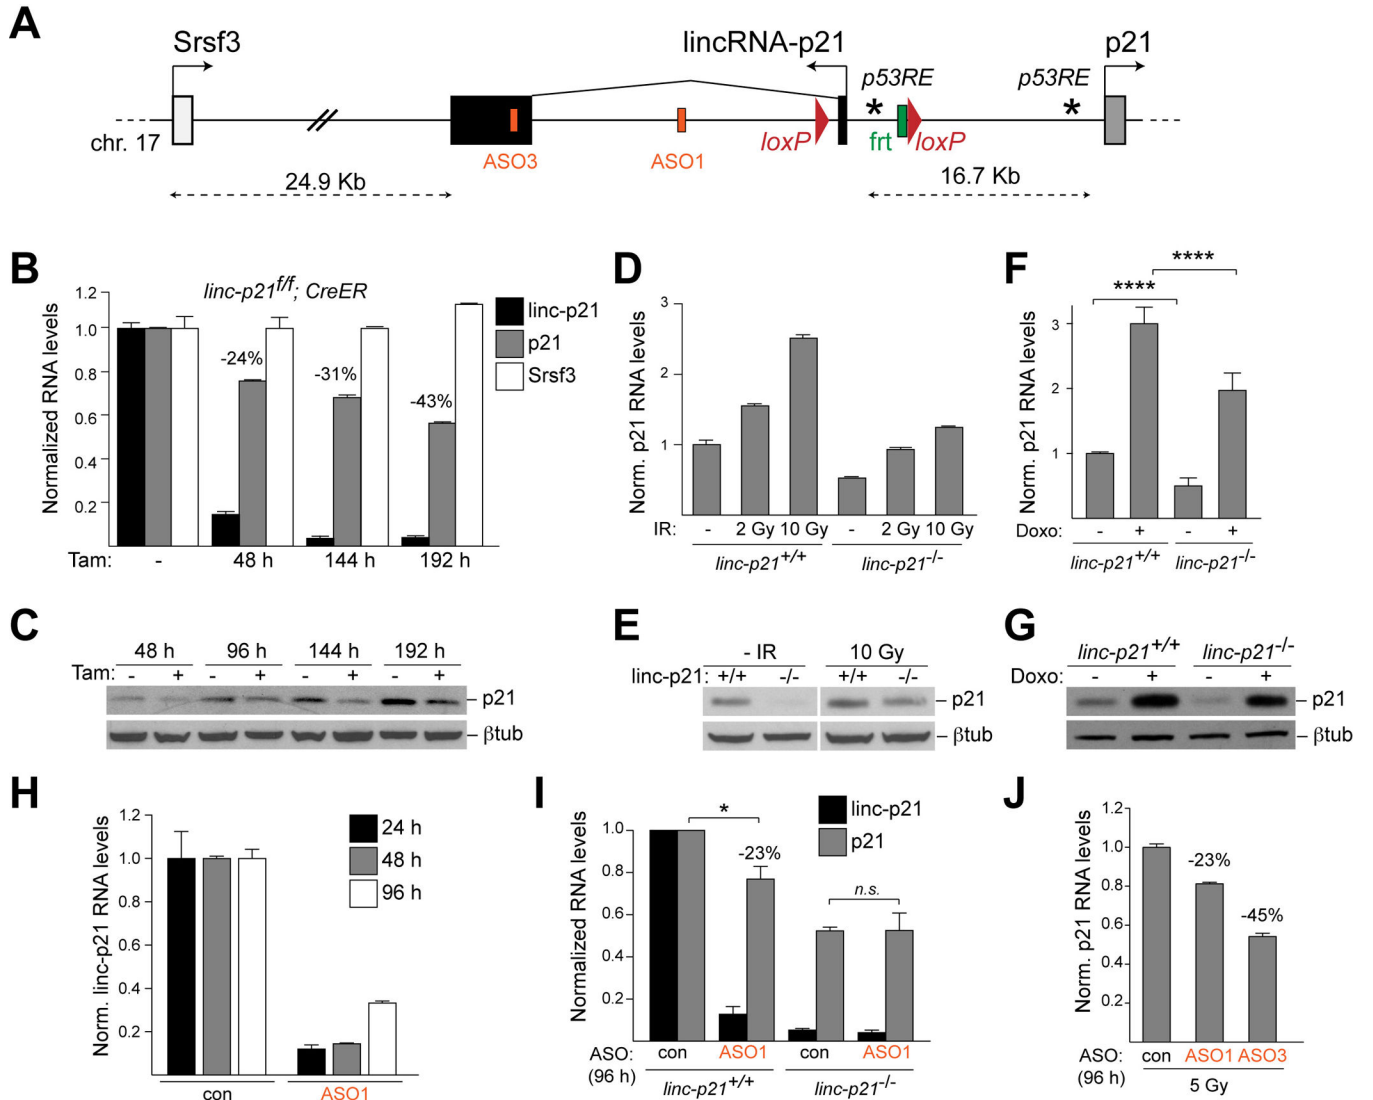 A
Srsf3
lincRNA-p21
p21
p53RE
p53RE
*
*
chr. 17
ASO3
ASO1
loxP
frt
loxP
24.9 Kb
16.7 Kb
B
linc-p21f/f; CreER
Normalized RNA levels
1.2
1.0
0.8
0.6
0.4
0.2
-24%
-31%
-43%
linc-p21
p21
Srsf3
Tam: - 48 h 144 h 192 h
C
48 h 96 h 144 h 192 h
Tam: - + - + - + - +
p21
βtub
D
Norm. p21 RNA levels
3
2
1
IR: - 2 Gy 10 Gy - 2 Gy 10 Gy
linc-p21+/+ linc-p21-/-
E
- IR 10 Gy
linc-p21: +/+ -/- +/+ -/-
p21
βtub
F
****
****
Norm. p21 RNA levels
3
2
1
Doxo: - + - +
linc-p21+/+ linc-p21-/-
G
linc-p21+/+ linc-p21-/-
Doxo: - + - +
p21
βtub
H
Norm. linc-p21 RNA levels
1.2
1.0
0.8
0.6
0.4
0.2
24 h
48 h
96 h
con ASO1
I
Normalized RNA levels
1.0
0.8
0.6
0.4
0.2
*
-23%
n.s.
linc-p21
p21
ASO: con ASO1 con ASO1
(96 h) linc-p21+/+ linc-p21-/-
J
Norm. p21 RNA levels
1.2
1.0
0.8
0.6
0.4
0.2
-23%
-45%
ASO: con ASO1 ASO3
(96 h) 5 Gy